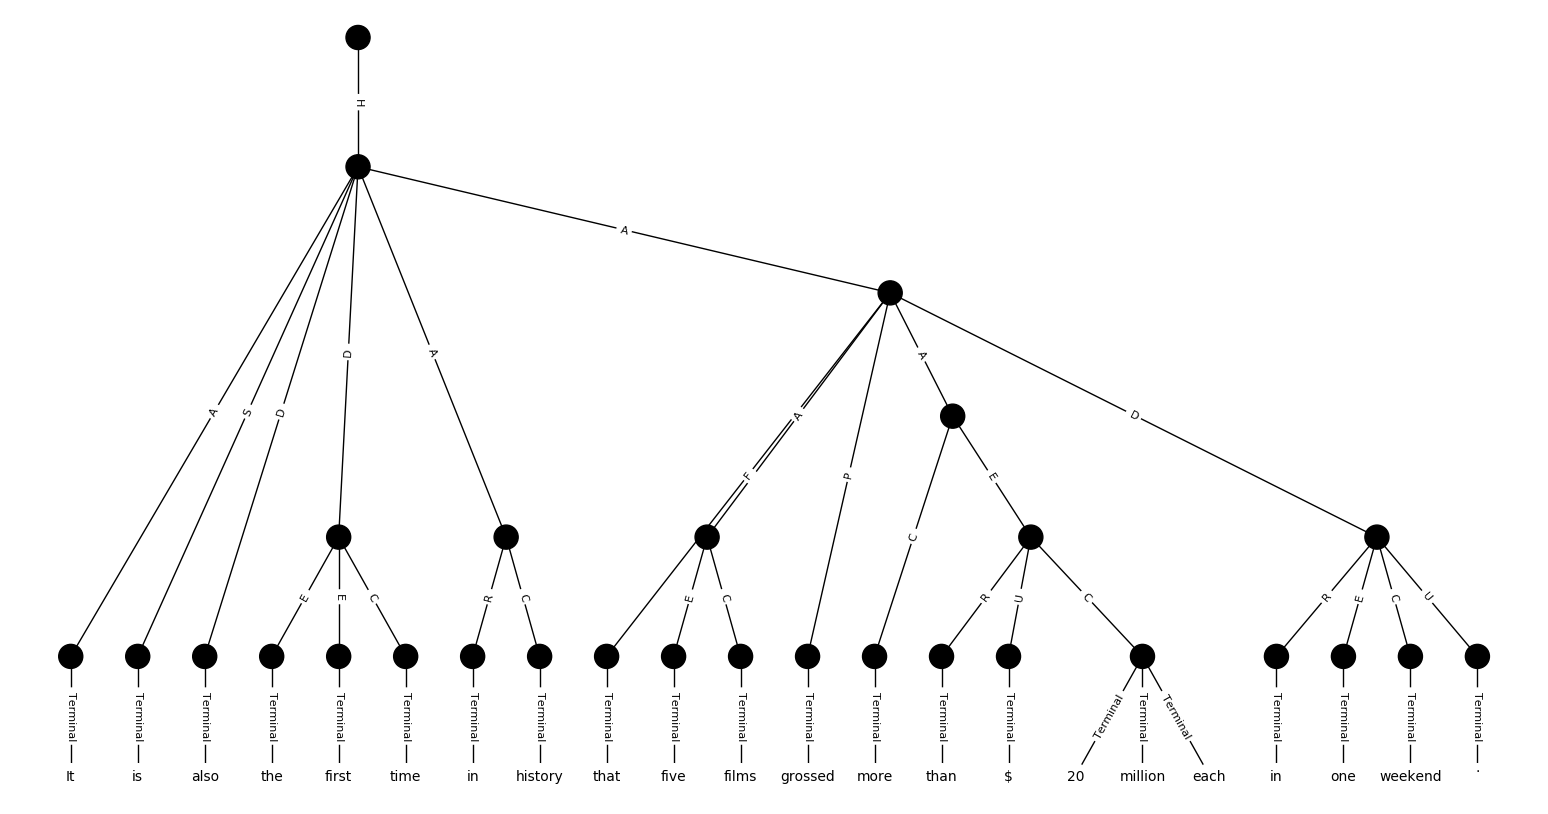 H
A
A S D D A F A P A C E D
E E C R C E C R U C R E C U
Terminal Terminal Terminal Terminal Terminal Terminal Terminal Terminal Terminal Terminal Terminal Terminal Terminal Terminal Terminal Terminal Terminal Terminal Terminal Terminal Terminal Terminal
It is also the first time in history that five films grossed more than $ 20 million each in one weekend .